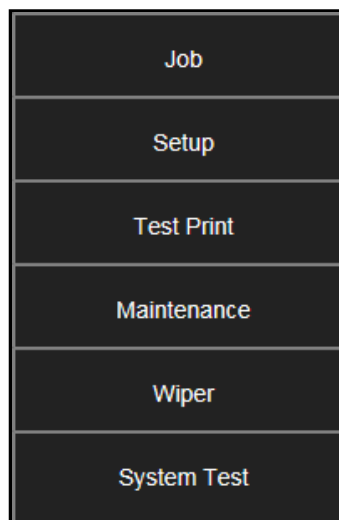 Job
Setup
Test Print
Maintenance
Wiper
System Test